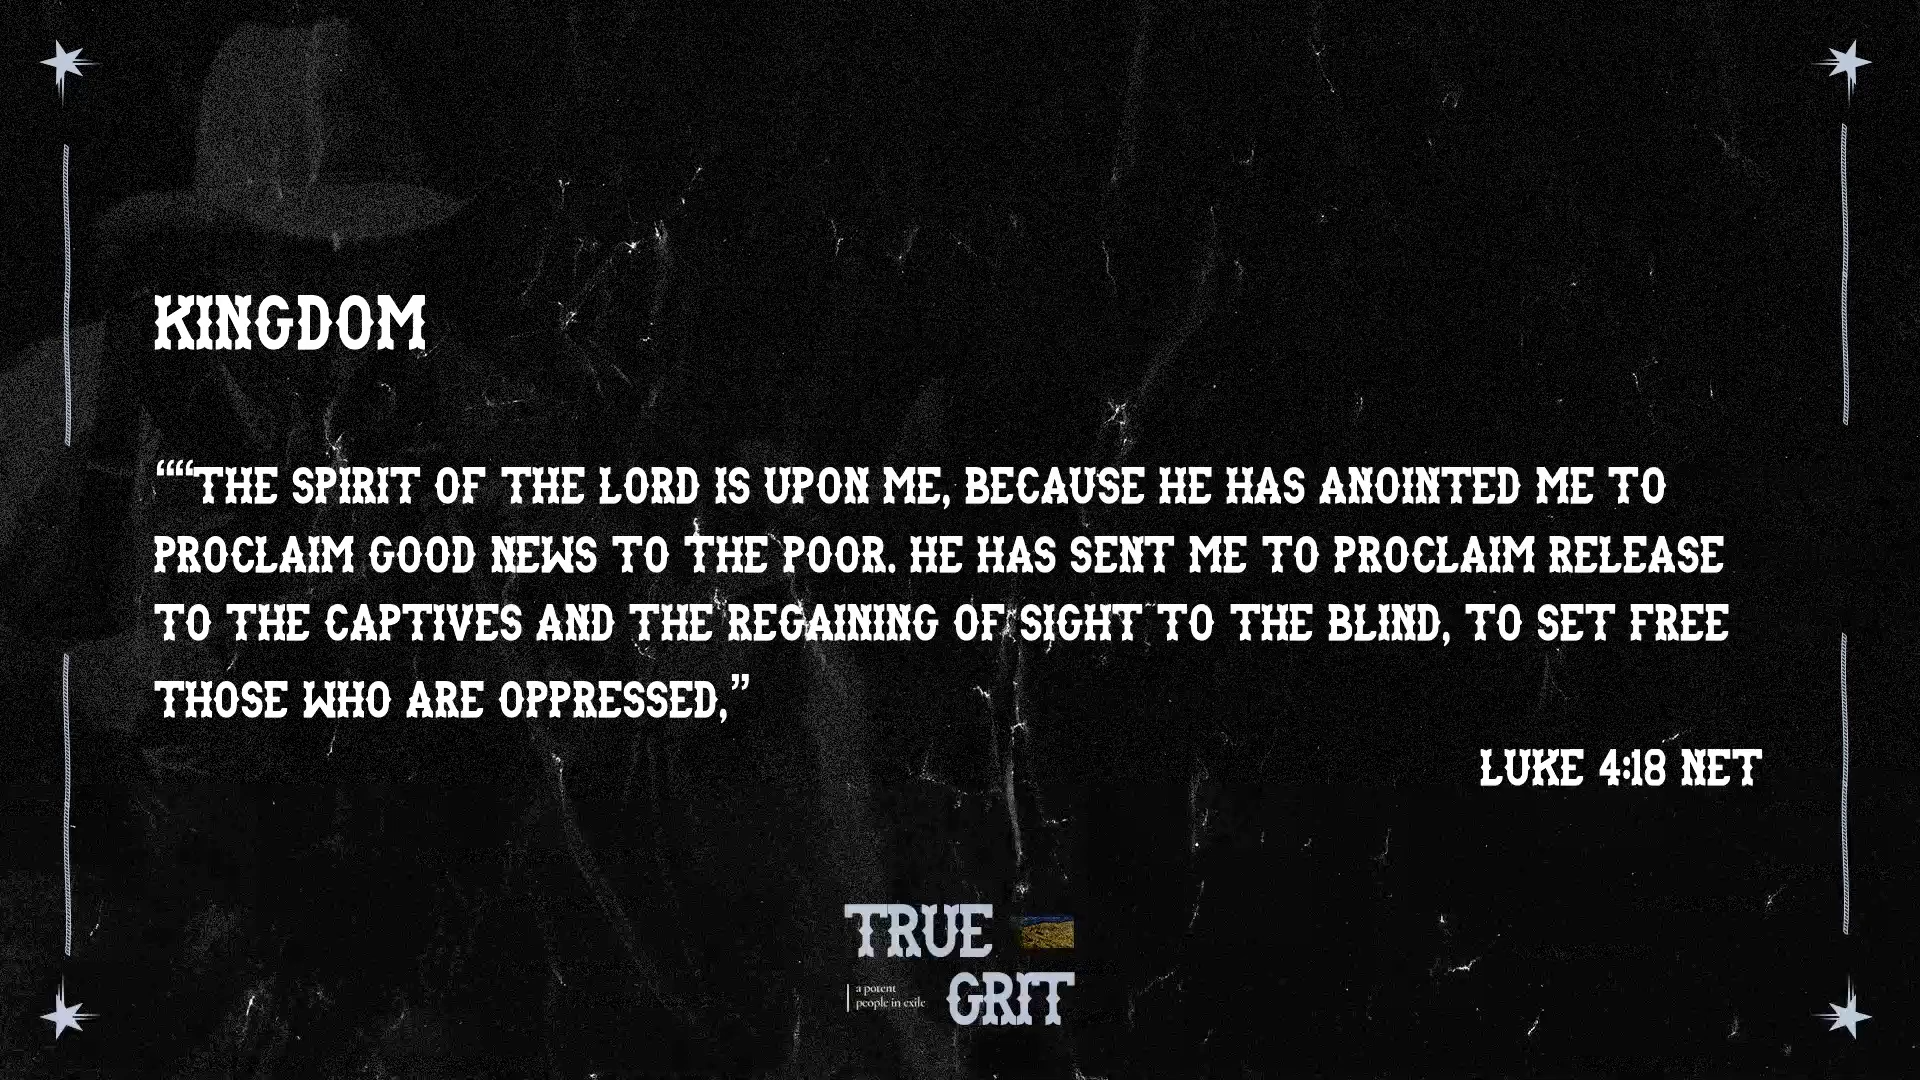 KINGDOM
““THE SPIRIT OF THE LORD IS UPON ME, BECAUSE HE HAS ANOINTED ME TO
PROCLAIM GOOD NEWS TO THE POOR. HE HAS SENT ME TO PROCLAIM RELEASE
TO THE CAPTIVES AND THE REGAINING OF SIGHT TO THE BLIND, TO SET FREE
THOSE WHO ARE OPPRESSED,”
LUKE 4:18 NET
TRUE
GRIT
a potent
people in exile